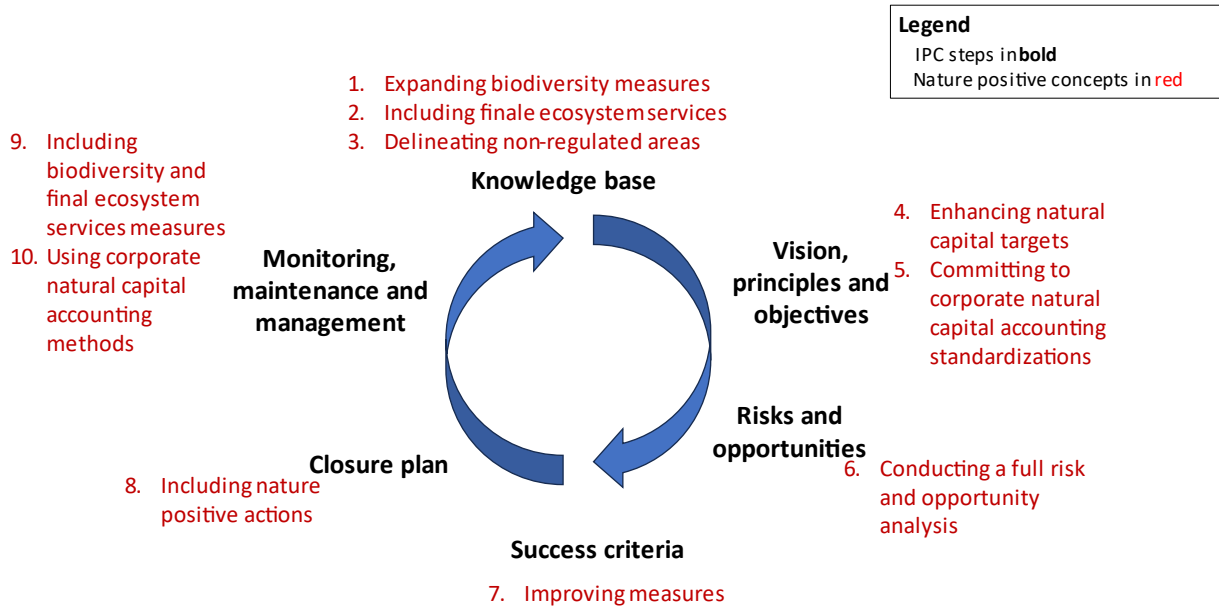 Legend
IPC steps in bold
Nature positive concepts in red
1. Expanding biodiversity measures
2. Including finale ecosystem services
3. Delineating non-regulated areas
Knowledge base
4. Enhancing natural
capital targets
5. Committing to
corporate natural
capital accounting
standardizations
Vision,
principles and
objectives
Risks and
opportunities
6. Conducting a full risk
and opportunity
analysis
Success criteria
7. Improving measures
Closure plan
8. Including nature
positive actions
Monitoring,
maintenance and
management
9. Including
biodiversity and
final ecosystem
services measures
10. Using corporate
natural capital
accounting
methods